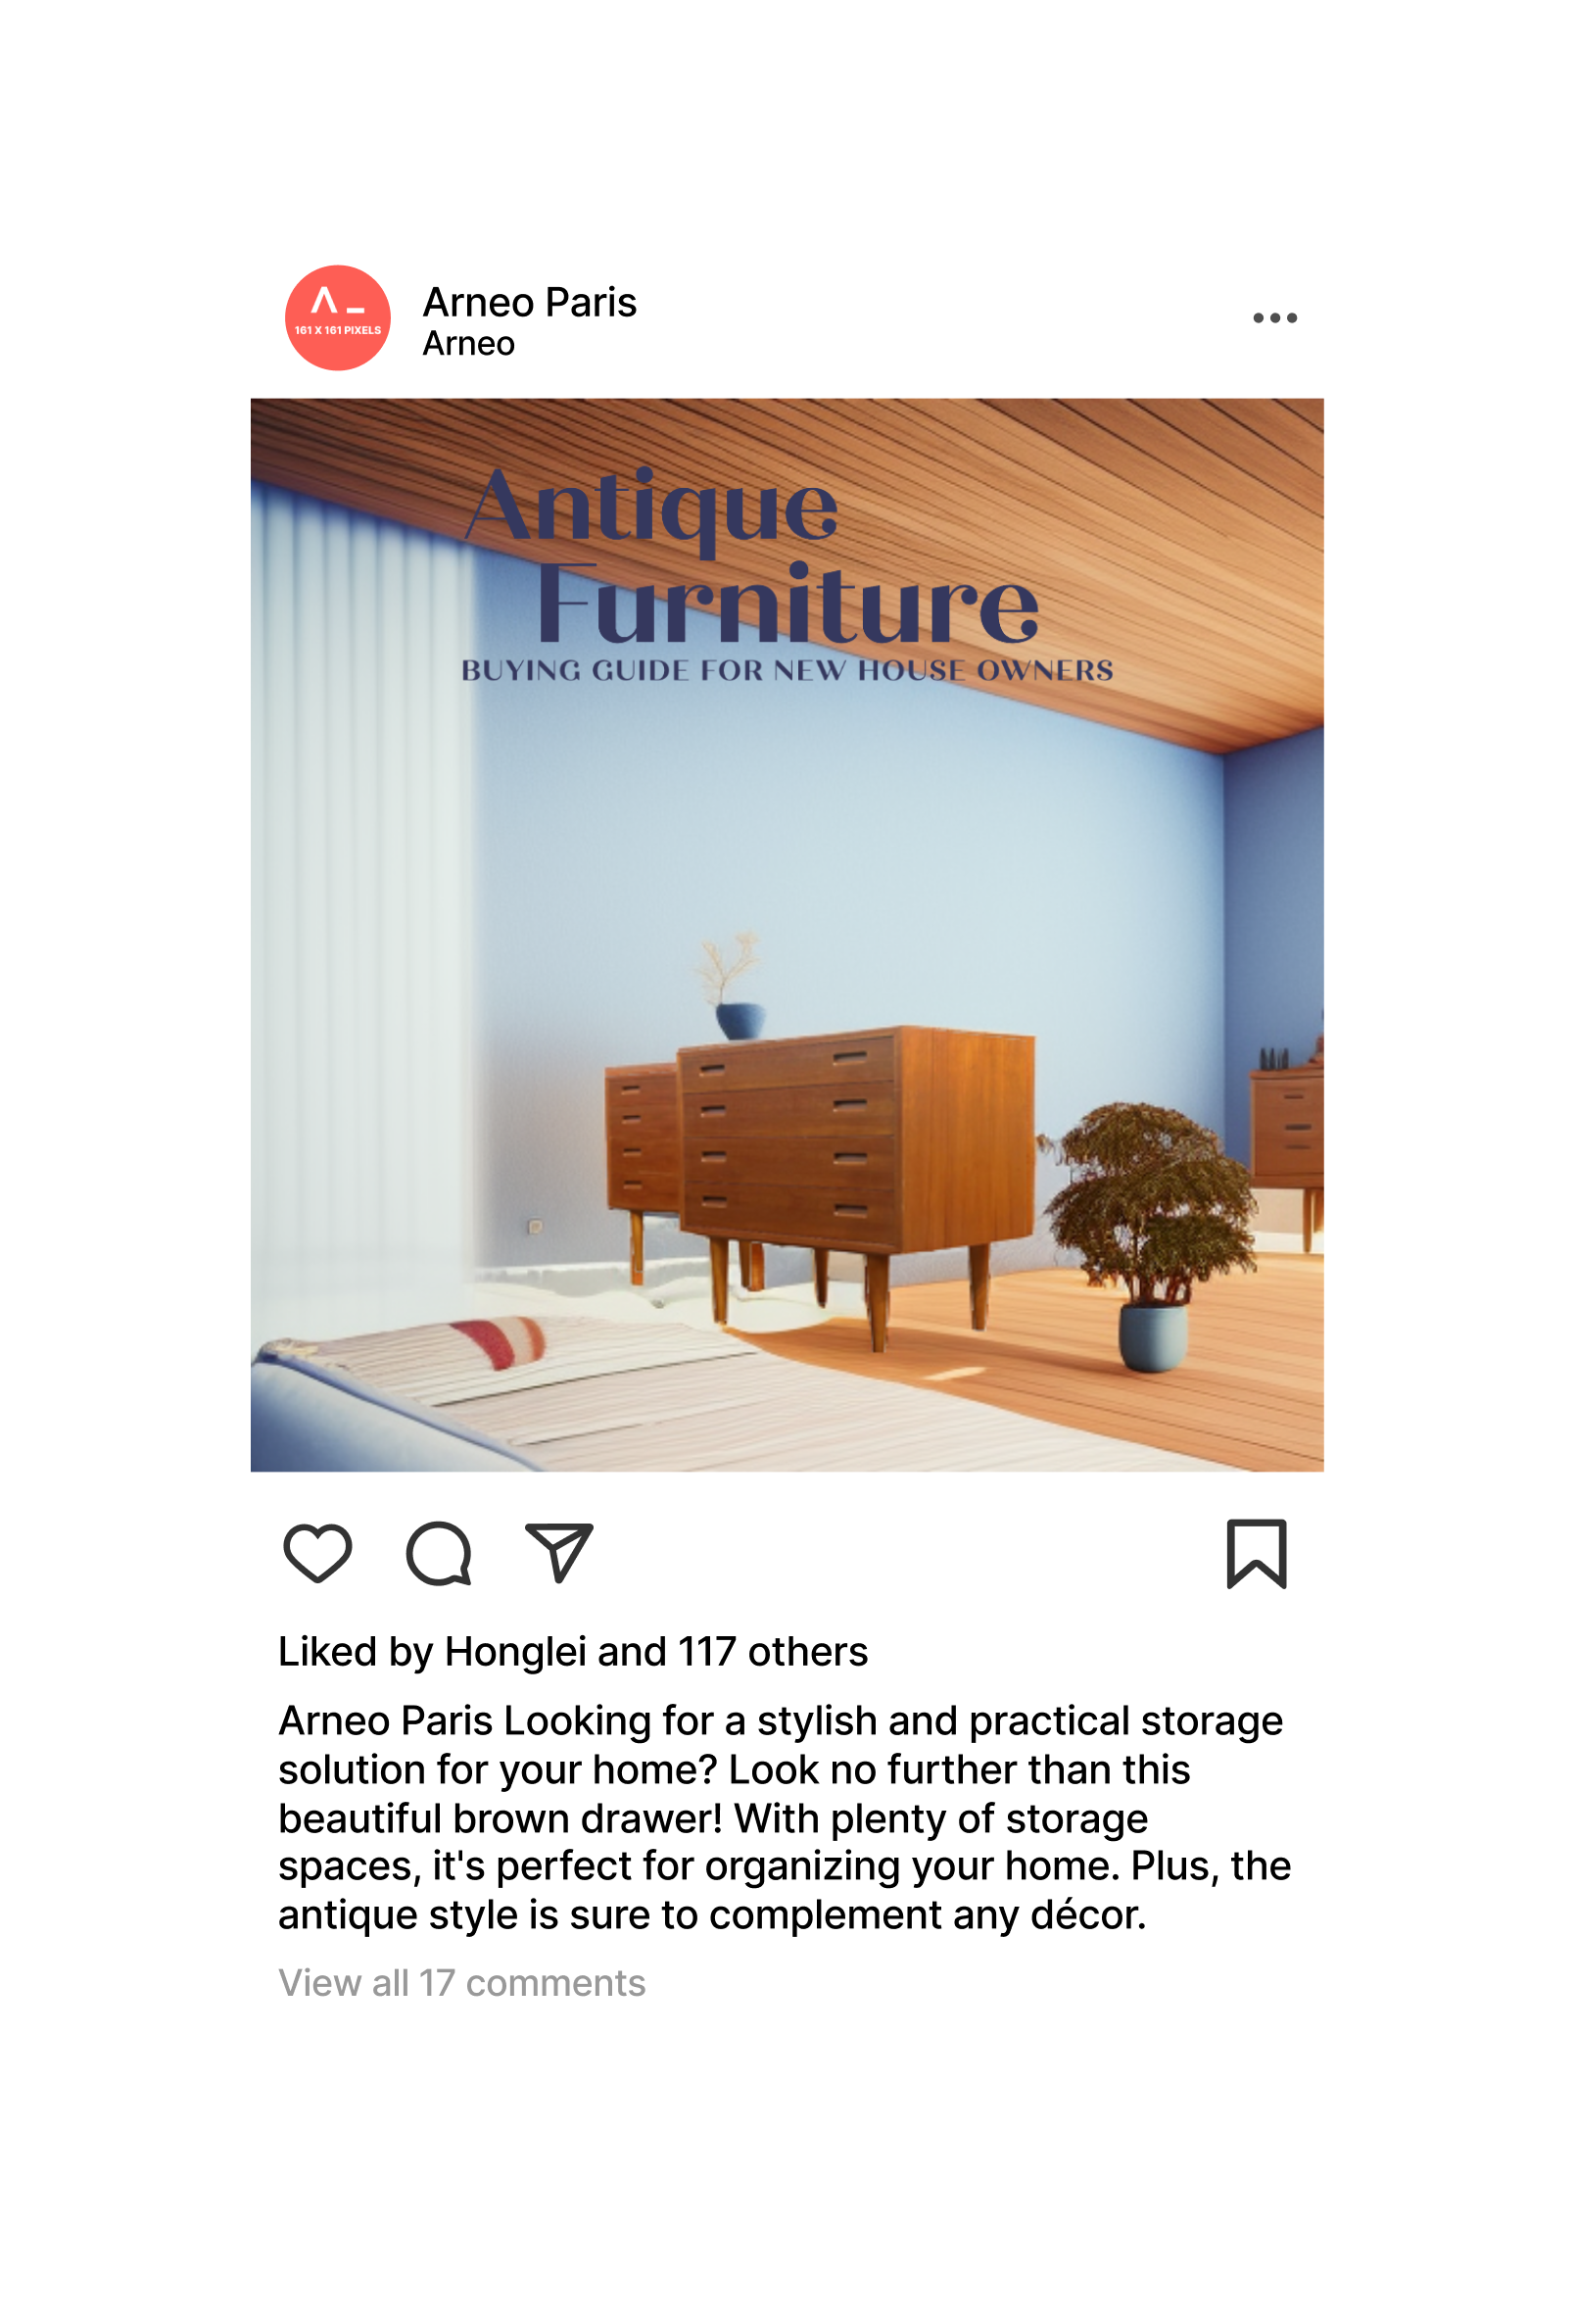 161 X 161 PIXELS
Arneo Paris
Arneo
Antique
Furniture
BUYING GUIDE FOR NEW HOUSE OWNERS
Liked by Honglei and 117 others
Arneo Paris Looking for a stylish and practical storage
solution for your home? Look no further than this
beautiful brown drawer! With plenty of storage
spaces, it's perfect for organizing your home. Plus, the
antique style is sure to complement any décor.
View all 17 comments